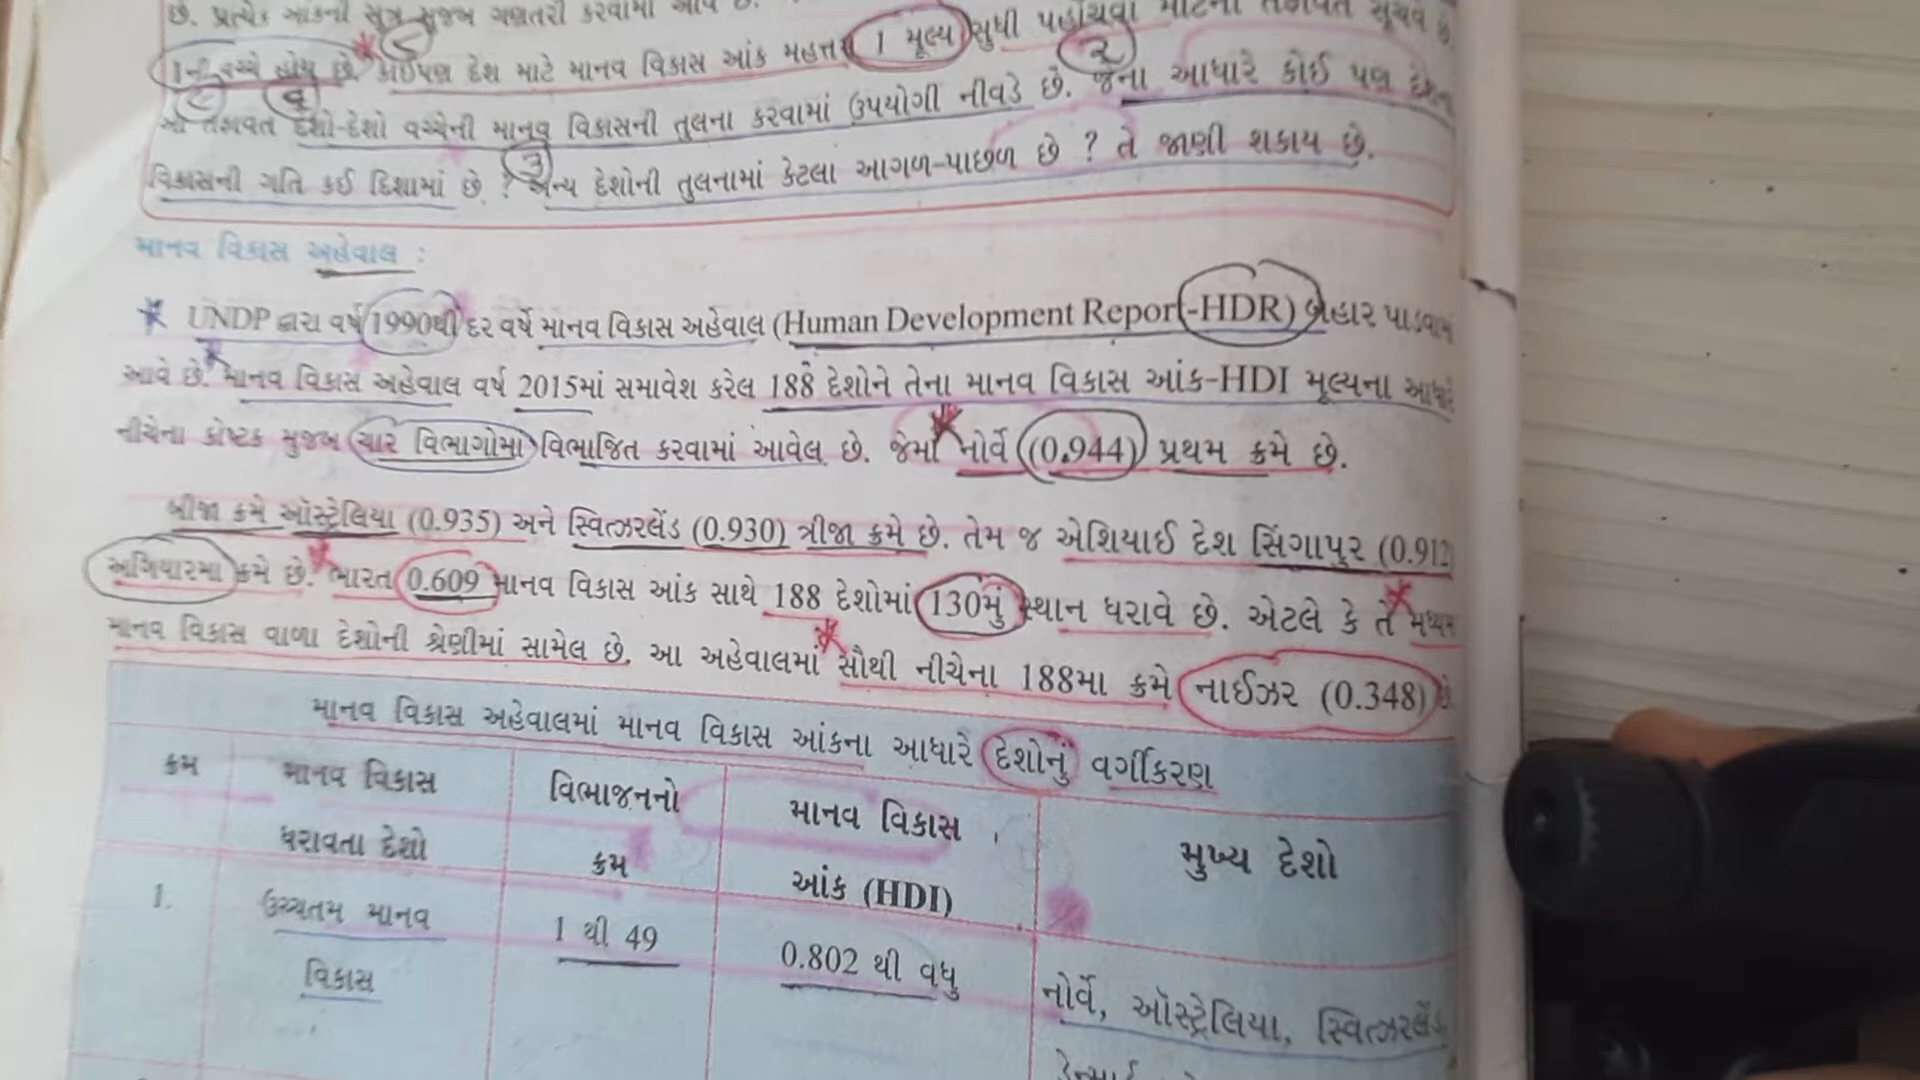 છે. પ્રત્યેક આંકની સૂત્ર મુજબ ગણતરી કરવામાં આવે છે.
1ની વચ્ચે હોય છે. કોઈપણ દેશ માટે માનવ વિકાસ આંક મહત્તમ 1 મૂલ્ય સુધી પહોંચવા માટેનો તફાવત સૂચવે છે
આ તફાવત દેશો-દેશો વચ્ચેની માનવ વિકાસની તુલના કરવામાં ઉપયોગી નીવડે છે. જેના આધારે કોઈ પણ દેશના
વિકાસની ગતિ કઈ દિશામાં છે ? અન્ય દેશોની તુલનામાં કેટલા આગળ-પાછળ છે ? તે જાણી શકાય છે.
માનવ વિકાસ અહેવાલ :
UNDP દ્વારા વર્ષ 1990થી દર વર્ષે માનવ વિકાસ અહેવાલ (Human Development Report-HDR) બહાર પાડવામાં
આવે છે. માનવ વિકાસ અહેવાલ વર્ષ 2015માં સમાવેશ કરેલ 188 દેશોને તેના માનવ વિકાસ આંક-HDI મૂલ્યના આધારે
નીચેના કોષ્ટક મુજબ ચાર વિભાગોમાં વિભાજિત કરવામાં આવેલ છે. જેમાં નોર્વે (0.944) પ્રથમ ક્રમે છે.
બીજા ક્રમે ઑસ્ટ્રેલિયા (0.935) અને સ્વિત્ઝરલેંડ (0.930) ત્રીજા ક્રમે છે. તેમ જ એશિયાઈ દેશ સિંગાપુર (0.912)
અગિયારમા ક્રમે છે. ભારત 0.609 માનવ વિકાસ આંક સાથે 188 દેશોમાં 130મું સ્થાન ધરાવે છે. એટલે કે તે મધ્યમ
માનવ વિકાસ વાળા દેશોની શ્રેણીમાં સામેલ છે. આ અહેવાલમાં સૌથી નીચેના 188મા ક્રમે નાઈઝર (0.348) છે.
માનવ વિકાસ અહેવાલમાં માનવ વિકાસ આંકના આધારે દેશોનું વર્ગીકરણ
ક્રમ માનવ વિકાસ ધરાવતા દેશો વિભાજનનો ક્રમ માનવ વિકાસ આંક (HDI) મુખ્ય દેશો
1. ઉચ્ચતમ માનવ વિકાસ 1 થી 49 0.802 થી વધુ નોર્વે, ઑસ્ટ્રેલિયા, સ્વિત્ઝરલેંડ,